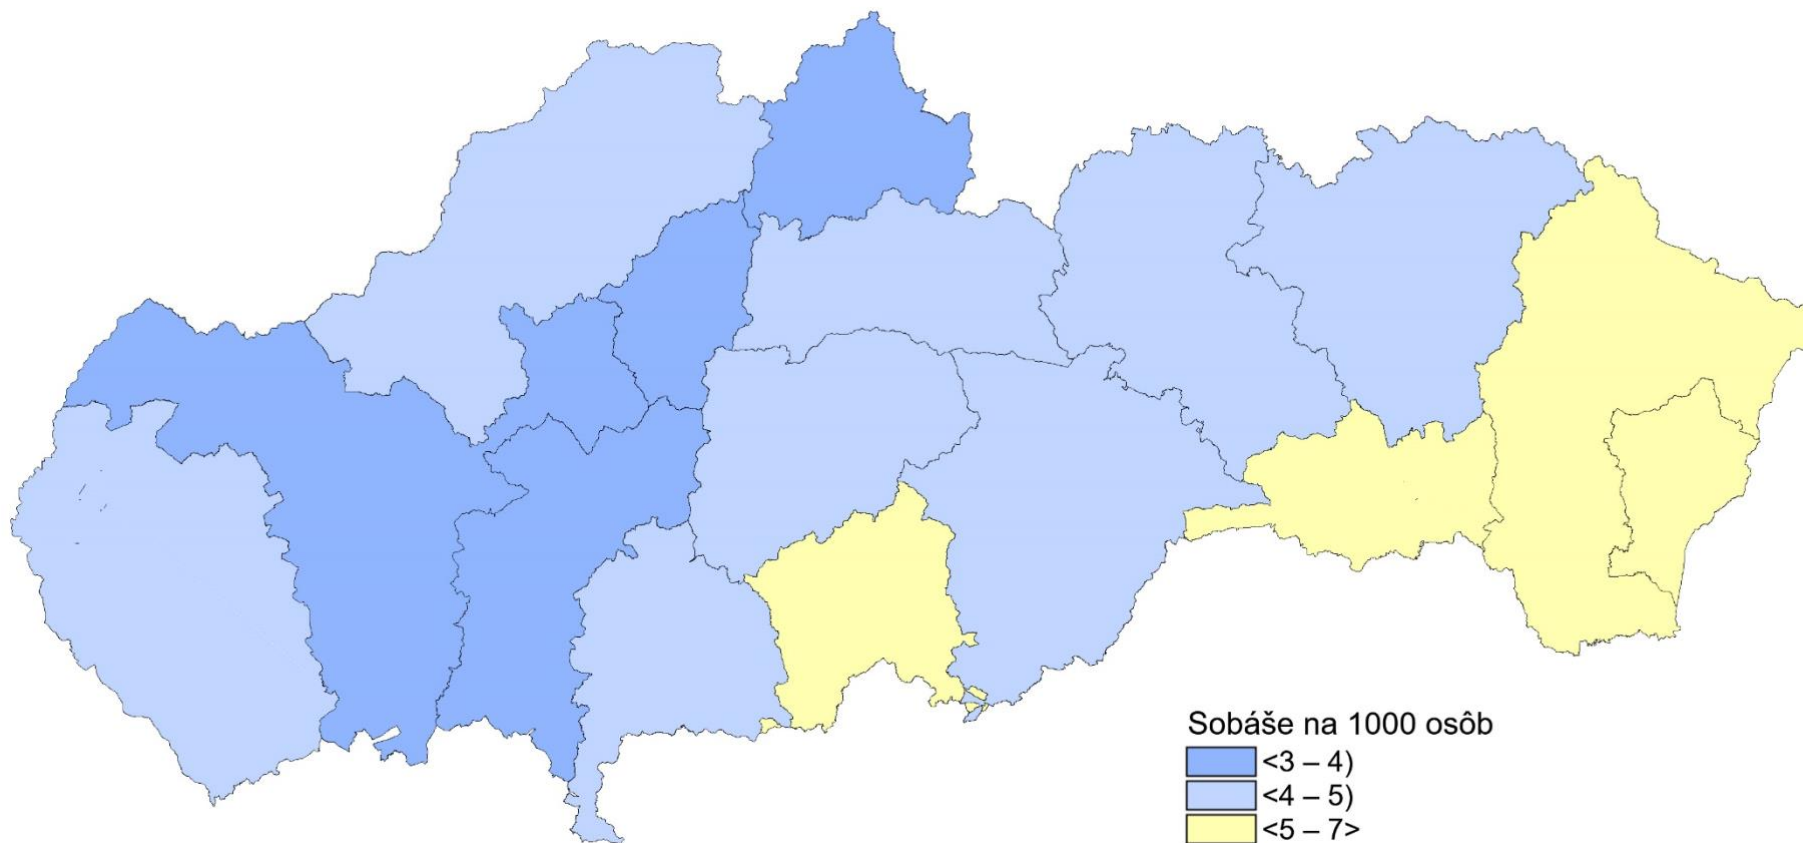 Sobáše na 1000 osôb
<3 – 4)
<4 – 5)
<5 – 7>